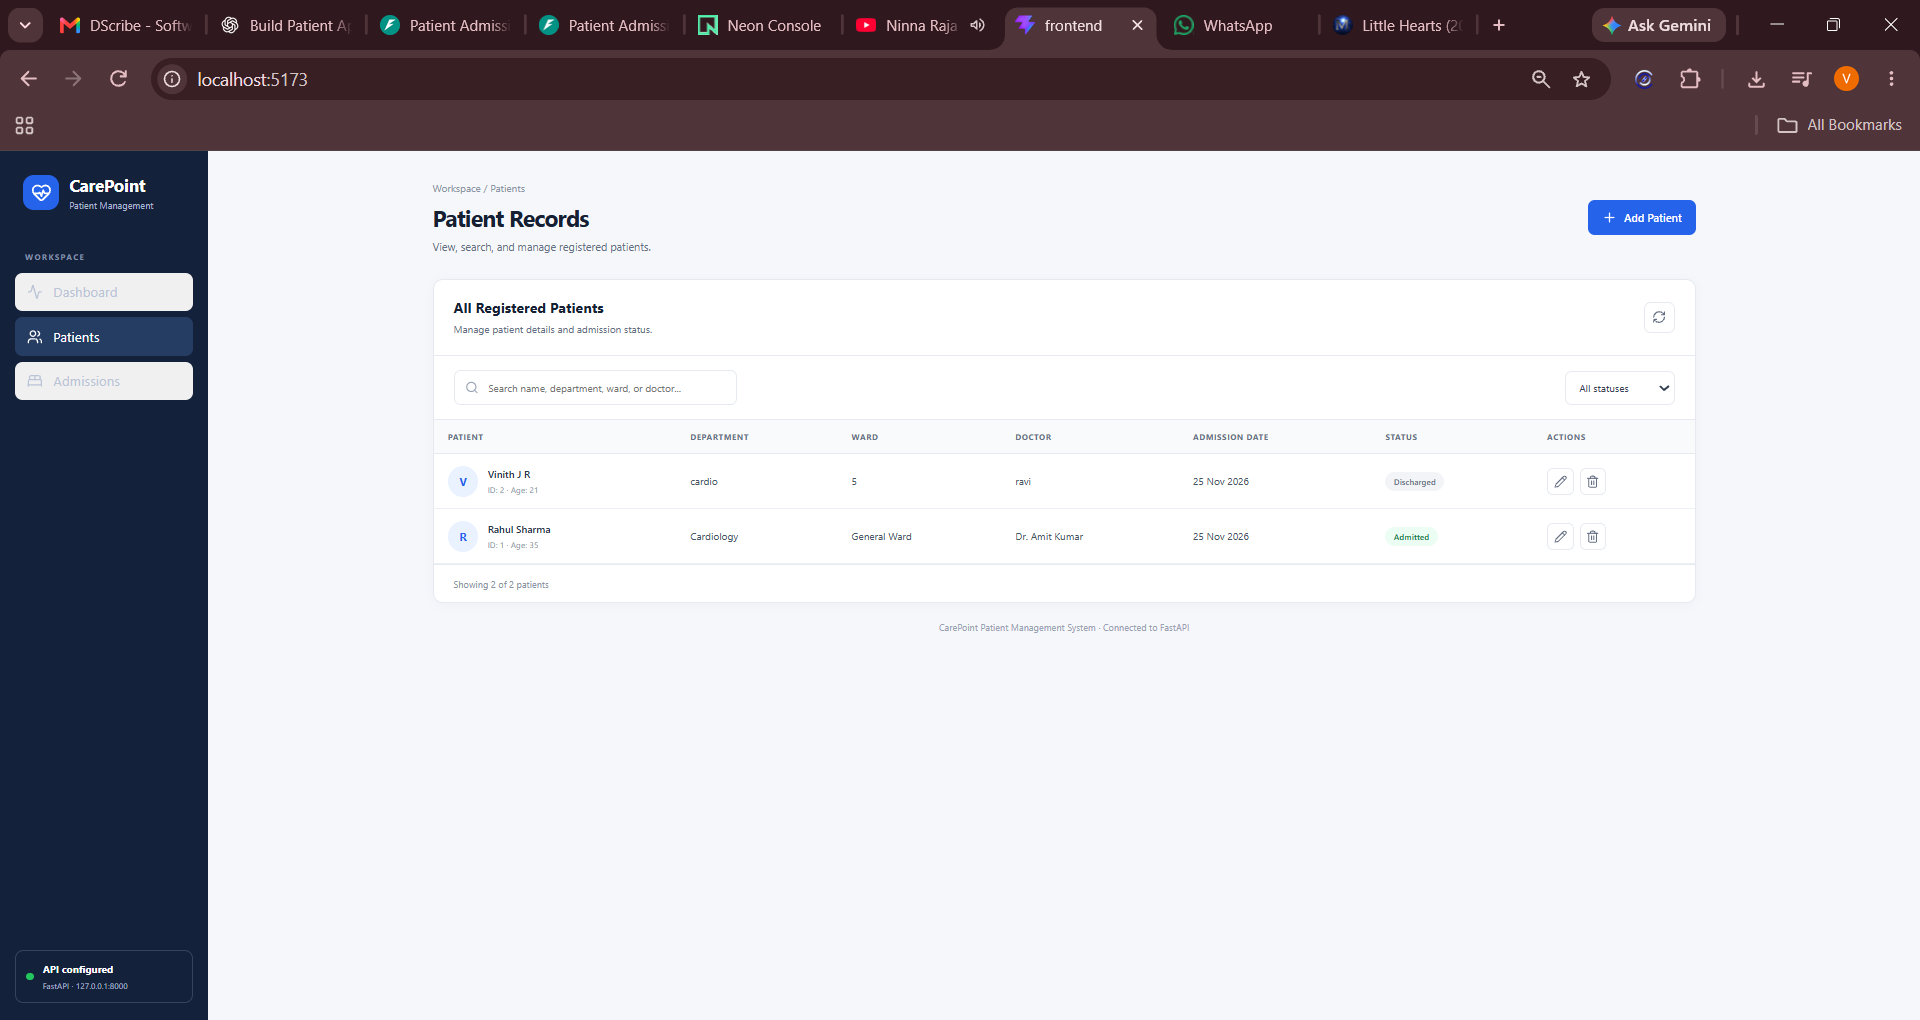 DScribe - Softw
Build Patient A
Patient Admiss
Patient Admiss
Neon Console
Ninna Raja
frontend
WhatsApp
Little Hearts (20
Ask Gemini
localhost:5173
V
All Bookmarks
CarePoint
Patient Management
WORKSPACE
Dashboard
Patients
Admissions
API configured
FastAPI · 127.0.0.1:8000
Workspace / Patients
Patient Records
View, search, and manage registered patients.
Add Patient
All Registered Patients
Manage patient details and admission status.
Search name, department, ward, or doctor...
All statuses
PATIENT DEPARTMENT WARD DOCTOR ADMISSION DATE STATUS ACTIONS
V Vinith J R cardio 5 ravi 25 Nov 2026 Discharged
ID: 2 · Age: 21
R Rahul Sharma Cardiology General Ward Dr. Amit Kumar 25 Nov 2026 Admitted
ID: 1 · Age: 35
Showing 2 of 2 patients
CarePoint Patient Management System · Connected to FastAPI